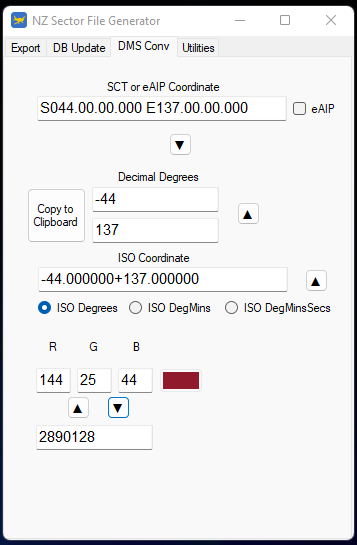 NZ Sector File Generator
Export DB Update DMS Conv Utilities
SCT or eAIP Coordinate
S044.00.00.000 E137.00.00.000 eAIP
Decimal Degrees
Copy to
Clipboard
-44
137
ISO Coordinate
-44.000000+137.000000
ISO Degrees ISO DegMins ISO DegMinsSecs
R G B
144 25 44
2890128